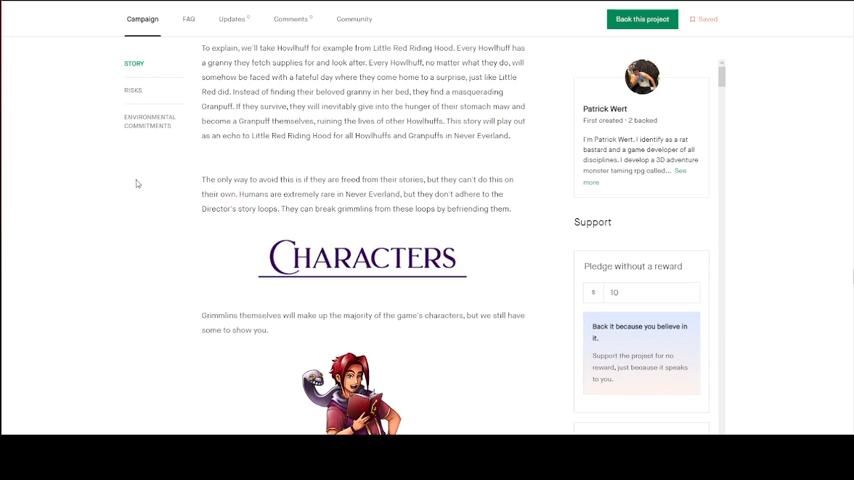 Campaign
FAQ
Updates 0
Comments 0
Community
Back this project
Saved
STORY
RISKS
ENVIRONMENTAL
COMMITMENTS
To explain, we'll take Howlhuff for example from Little Red Riding Hood. Every Howlhuff has
a granny they fetch supplies for and look after. Every Howlhuff, no matter what they do, will
somehow be faced with a fateful day where they come home to a surprise, just like Little
Red did. Instead of finding their beloved granny in her bed, they find a masquerading
Granpuff. If they survive, they will inevitably give into the hunger of their stomach maw and
become a Granpuff themselves, ruining the lives of other Howlhuffs. This story will play out
as an echo to Little Red Riding Hood for all Howlhuffs and Granpuffs in Never Everland.
The only way to avoid this is if they are freed from their stories, but they can't do this on
their own. Humans are extremely rare in Never Everland, but they don't adhere to the
Director's story loops. They can break grimmlins from these loops by befriending them.
CHARACTERS
Grimmlins themselves will make up the majority of the game's characters, but we still have
some to show you.
Patrick Wert
First created · 2 backed
I'm Patrick Wert. I identify as a rat
bastard and a game developer of all
disciplines. I develop a 3D adventure
monster taming rpg called... See
more
Support
Pledge without a reward
$ 10
Back it because you believe in
it.
Support the project for no
reward, just because it speaks
to you.